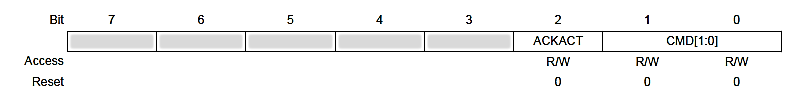 Bit 7 6 5 4 3 2 1 0
ACKACT CMD[1:0]
Access R/W R/W R/W
Reset 0 0 0